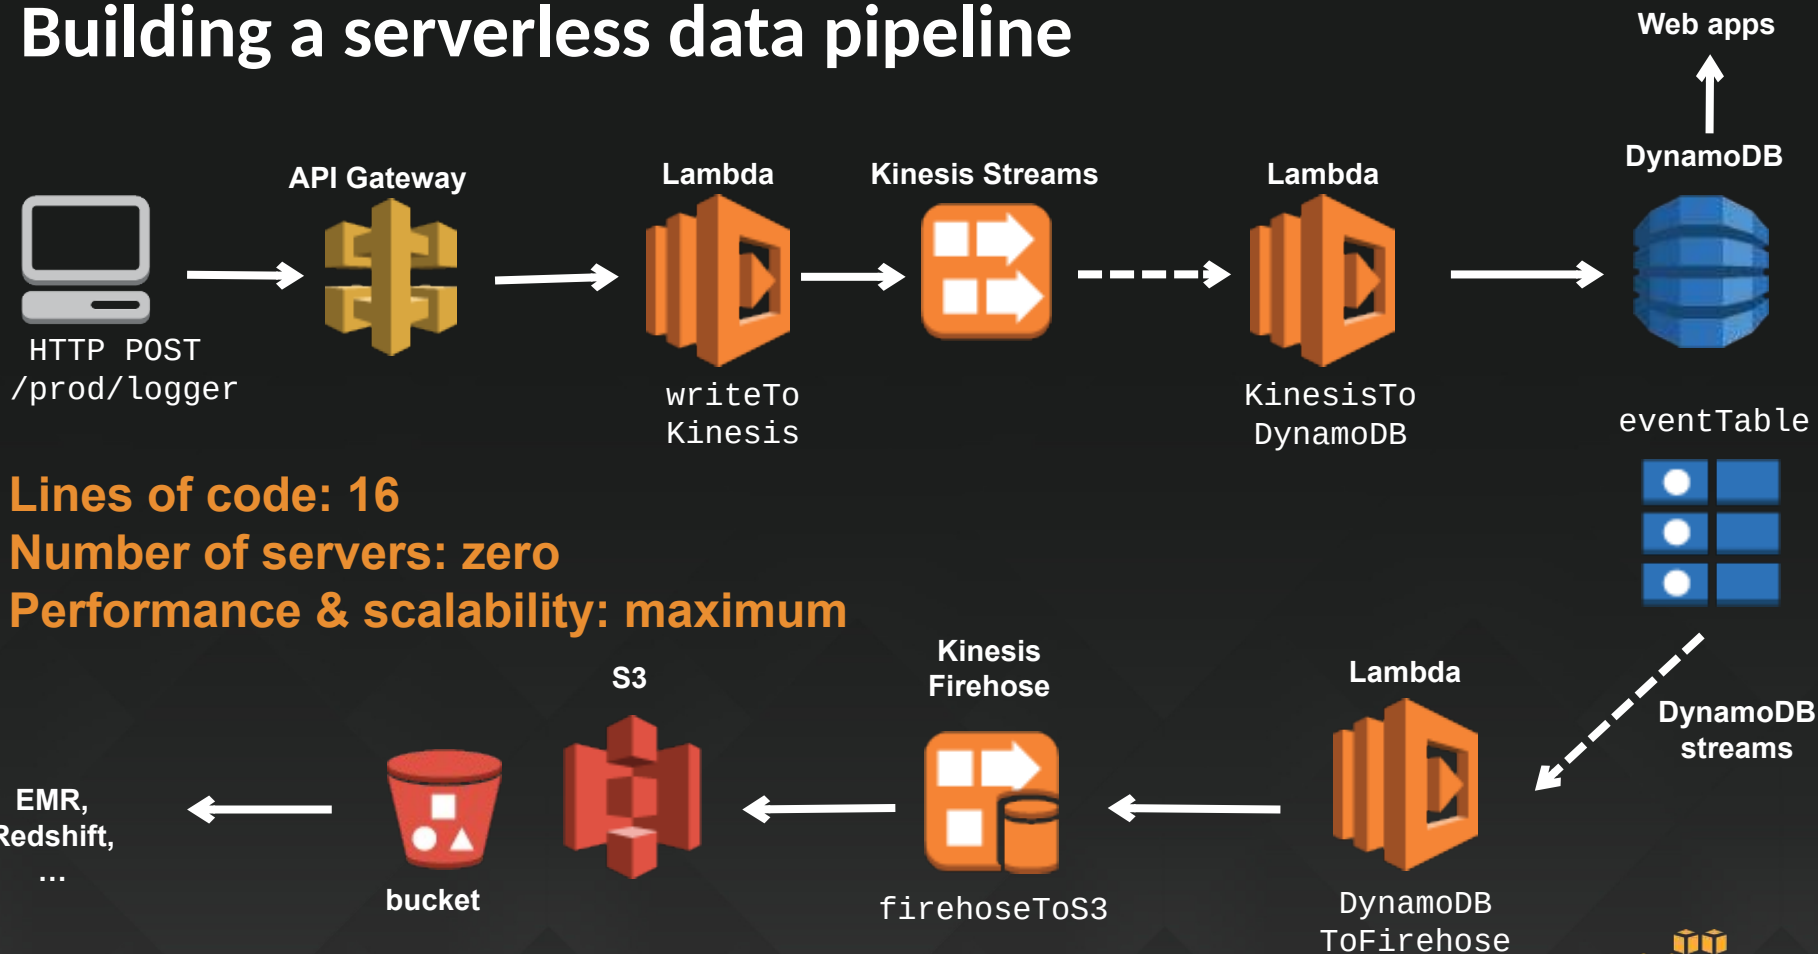 Building a serverless data pipeline
Web apps
DynamoDB
API Gateway
Lambda
Kinesis Streams
Lambda
HTTP POST
/prod/logger
writeTo
Kinesis
KinesisTo
DynamoDB
eventTable
Lines of code: 16
Number of servers: zero
Performance & scalability: maximum
DynamoDB
streams
Lambda
Kinesis
Firehose
S3
EMR,
Redshift,
...
bucket
firehoseToS3
DynamoDB
ToFirehose